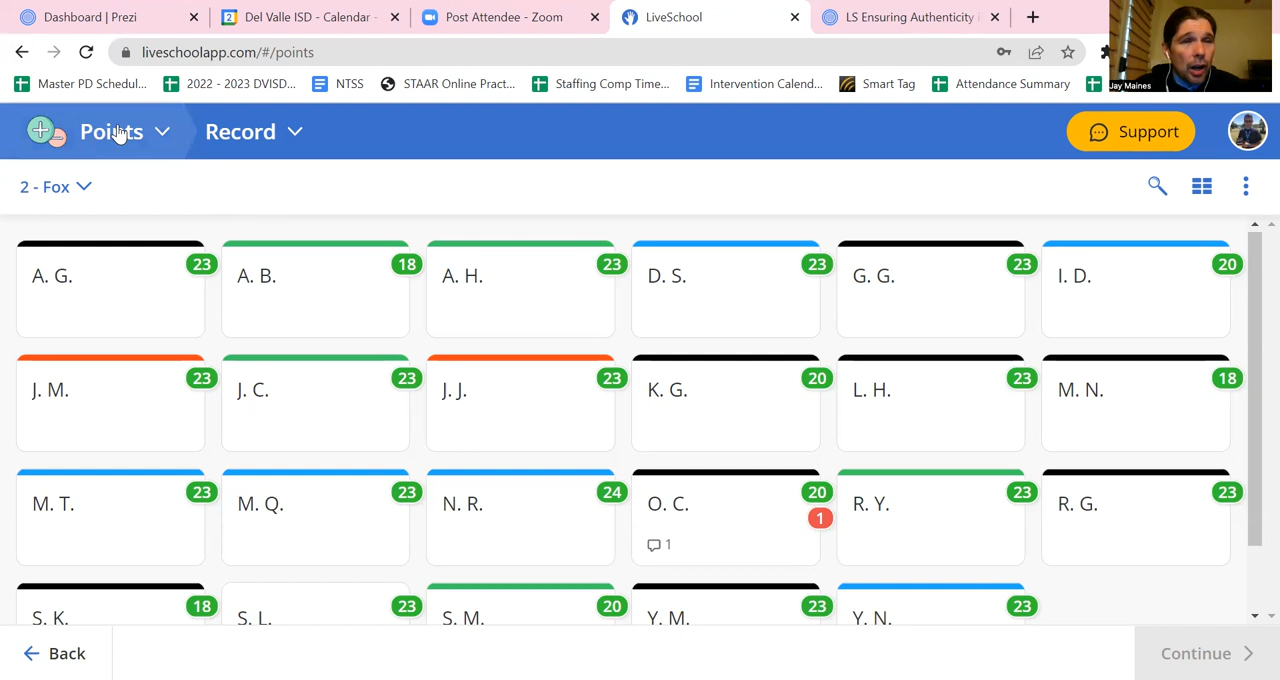 Dashboard | Prezi
Del Valle ISD - Calendar -
Post Attendee - Zoom
LiveSchool
LS Ensuring Authenticity i
liveschoolapp.com/#/points
Master PD Schedul...
2022 - 2023 DVISD...
NTSS
STAAR Online Pract...
Staffing Comp Time...
Intervention Calend...
Smart Tag
Attendance Summary
Jay Maines
Points
Record
Support
2 - Fox
A. G. 23
A. B. 18
A. H. 23
D. S. 23
G. G. 23
I. D. 20
J. M. 23
J. C. 23
J. J. 23
K. G. 20
L. H. 23
M. N. 18
M. T. 23
M. Q. 23
N. R. 24
O. C. 20
1
1
R. Y. 23
R. G. 23
S. K. 18
S. L. 23
S. M. 20
Y. M. 23
Y. N. 23
Back
Continue